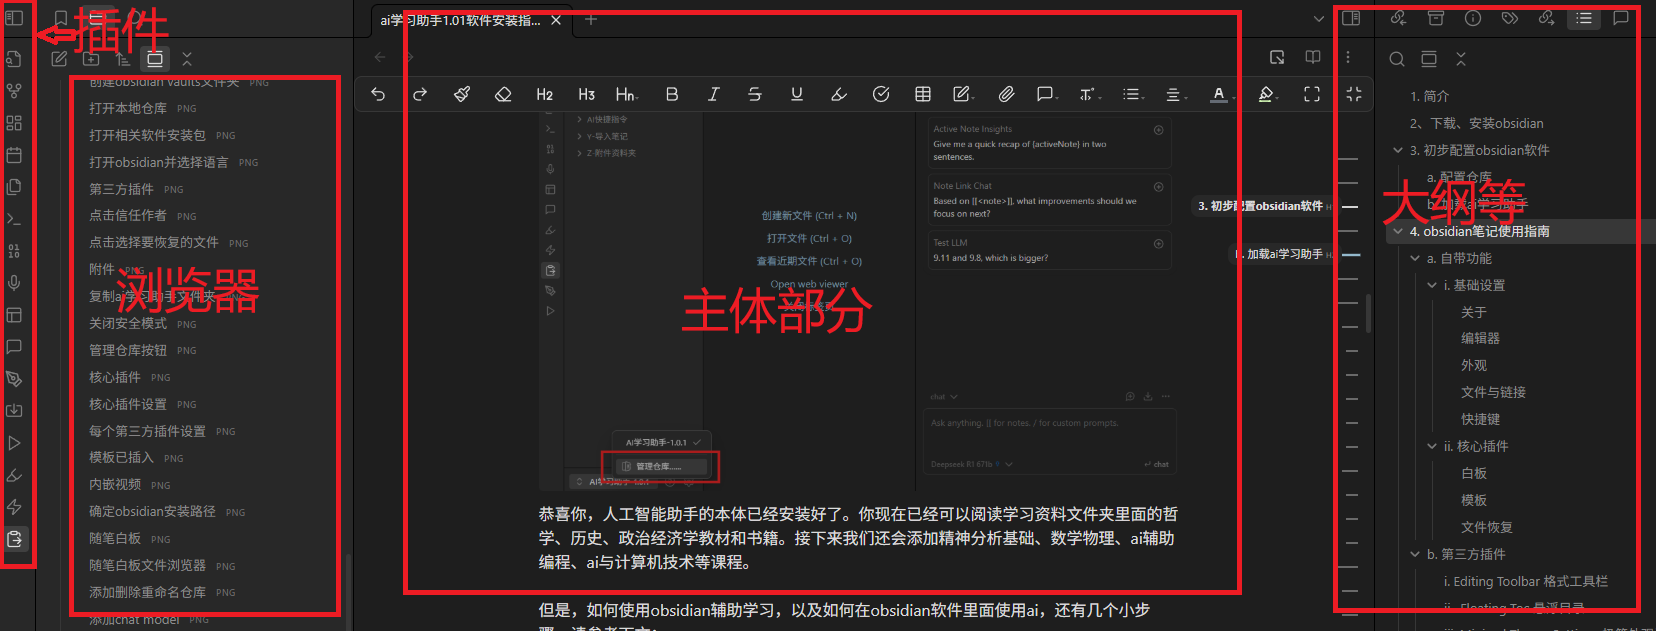 插件
ai学习助手1.01软件安装指...
创建obsidian vaults文件夹 PNG
打开本地仓库 PNG
打开相关软件安装包 PNG
打开obsidian并选择语言 PNG
第三方插件 PNG
点击信任作者 PNG
点击选择要恢复的文件 PNG
附件 PNG
复制ai学习助手文件夹 PNG
关闭安全模式 PNG
管理仓库按钮 PNG
核心插件 PNG
核心插件设置 PNG
每个第三方插件设置 PNG
模板已插入 PNG
内嵌视频 PNG
确定obsidian安装路径 PNG
随笔白板 PNG
随笔白板文件浏览器 PNG
添加删除重命名仓库 PNG
添加chat model PNG
浏览器
H2 H3 Hn B I S U A
AI快捷指令
Y-导入笔记
Z-附件资料夹
创建新文件 (Ctrl + N)
打开文件 (Ctrl + O)
查看近期文件 (Ctrl + O)
Open web viewer
主体部分
Active Note Insights
Give me a quick recap of {activeNote} in two
sentences.
Note Link Chat
Based on [[<note>]], what improvements should we
focus on next?
Test LLM
9.11 and 9.8, which is bigger?
chat
Ask anything. [[ for notes. / for custom prompts.
Deepseek R1 671b
chat
AI学习助手-1.0.1
管理仓库......
AI学习助手-1.0.1
恭喜你，人工智能助手的本体已经安装好了。你现在已经可以阅读学习资料文件夹里面的哲
学、历史、政治经济学教材和书籍。接下来我们还会添加精神分析基础、数学物理、ai辅助
编程、ai与计算机技术等课程。
但是，如何使用obsidian辅助学习，以及如何在obsidian软件里面使用ai，还有几个小步
3. 初步配置obsidian软件
加载ai学习助手
大纲等
1. 简介
2、下载、安装obsidian
3. 初步配置obsidian软件
a. 配置仓库
b. 加载ai学习助手
4. obsidian笔记使用指南
a. 自带功能
i. 基础设置
关于
编辑器
外观
文件与链接
快捷键
ii. 核心插件
白板
模板
文件恢复
b. 第三方插件
i. Editing Toolbar 格式工具栏
ii. Floating Toc 悬浮目录